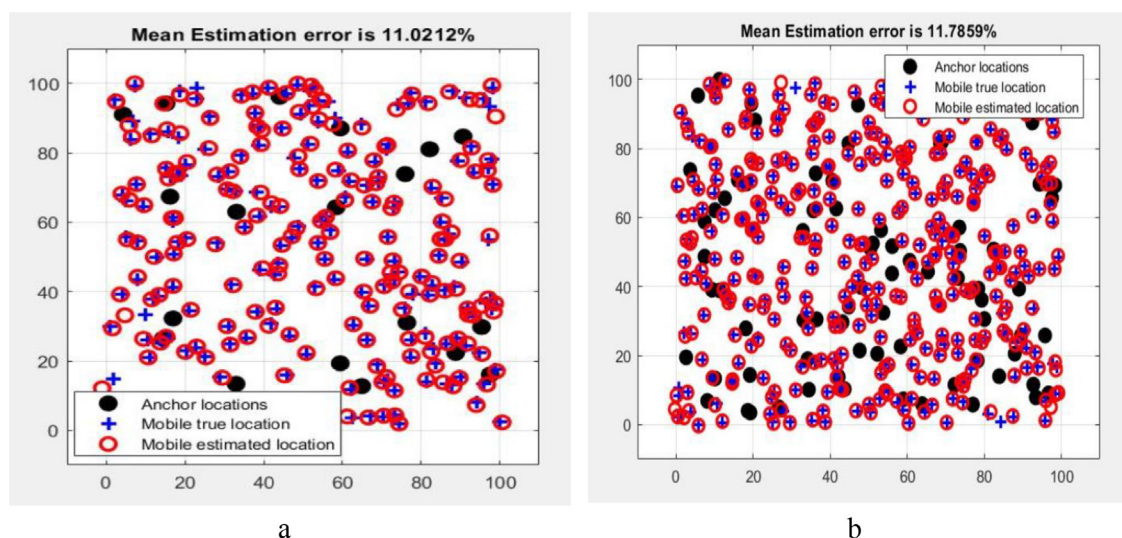 Mean Estimation error is 11.0212%
100
80
60
40
20
0
Anchor locations
Mobile true location
Mobile estimated location
0 20 40 60 80 100
a
Mean Estimation error is 11.7859%
Anchor locations
Mobile true location
Mobile estimated location
100
80
60
40
20
0
0 20 40 60 80 100
b